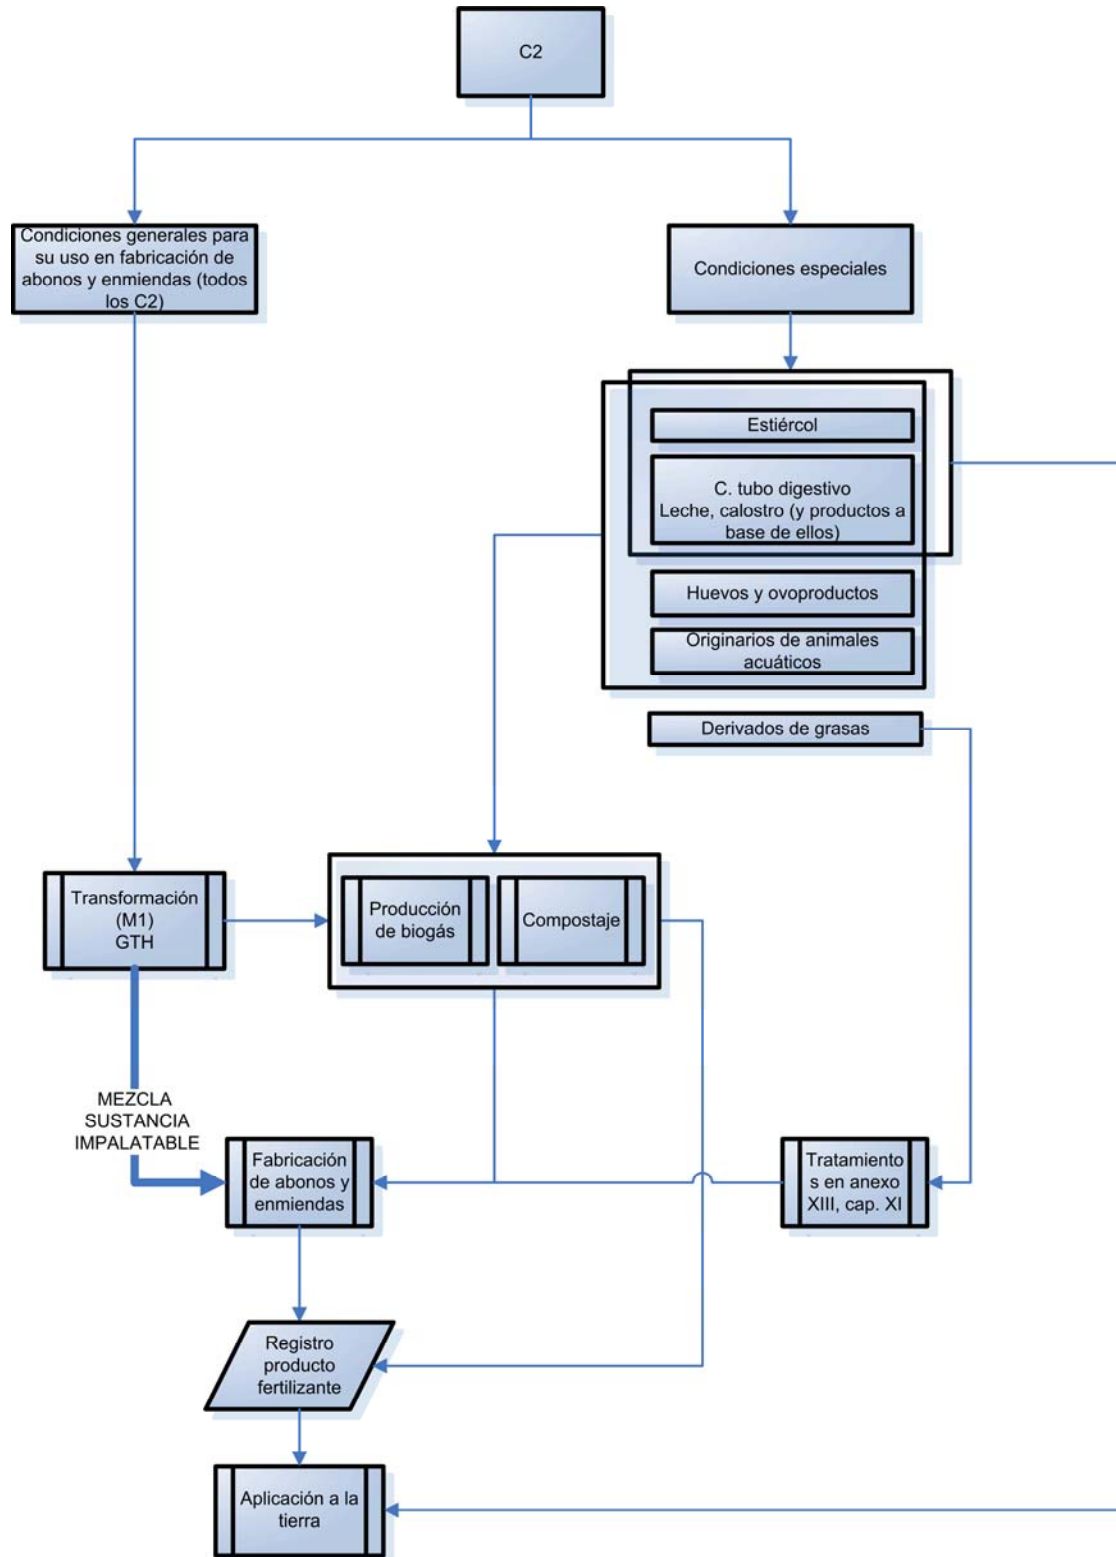 C2
Condiciones generales para
su uso en fabricación de
abonos y enmiendas (todos
los C2)
Condiciones especiales
Estiércol
C. tubo digestivo
Leche, calostro (y productos a
base de ellos)
Huevos y ovoproductos
Originarios de animales
acuáticos
Derivados de grasas
Transformación
(M1)
GTH
Producción
de biogás
Compostaje
MEZCLA
SUSTANCIA
IMPALATABLE
Fabricación
de abonos y
enmiendas
Tratamiento
s en anexo
XIII, cap. XI
Registro
producto
fertilizante
Aplicación a la
tierra